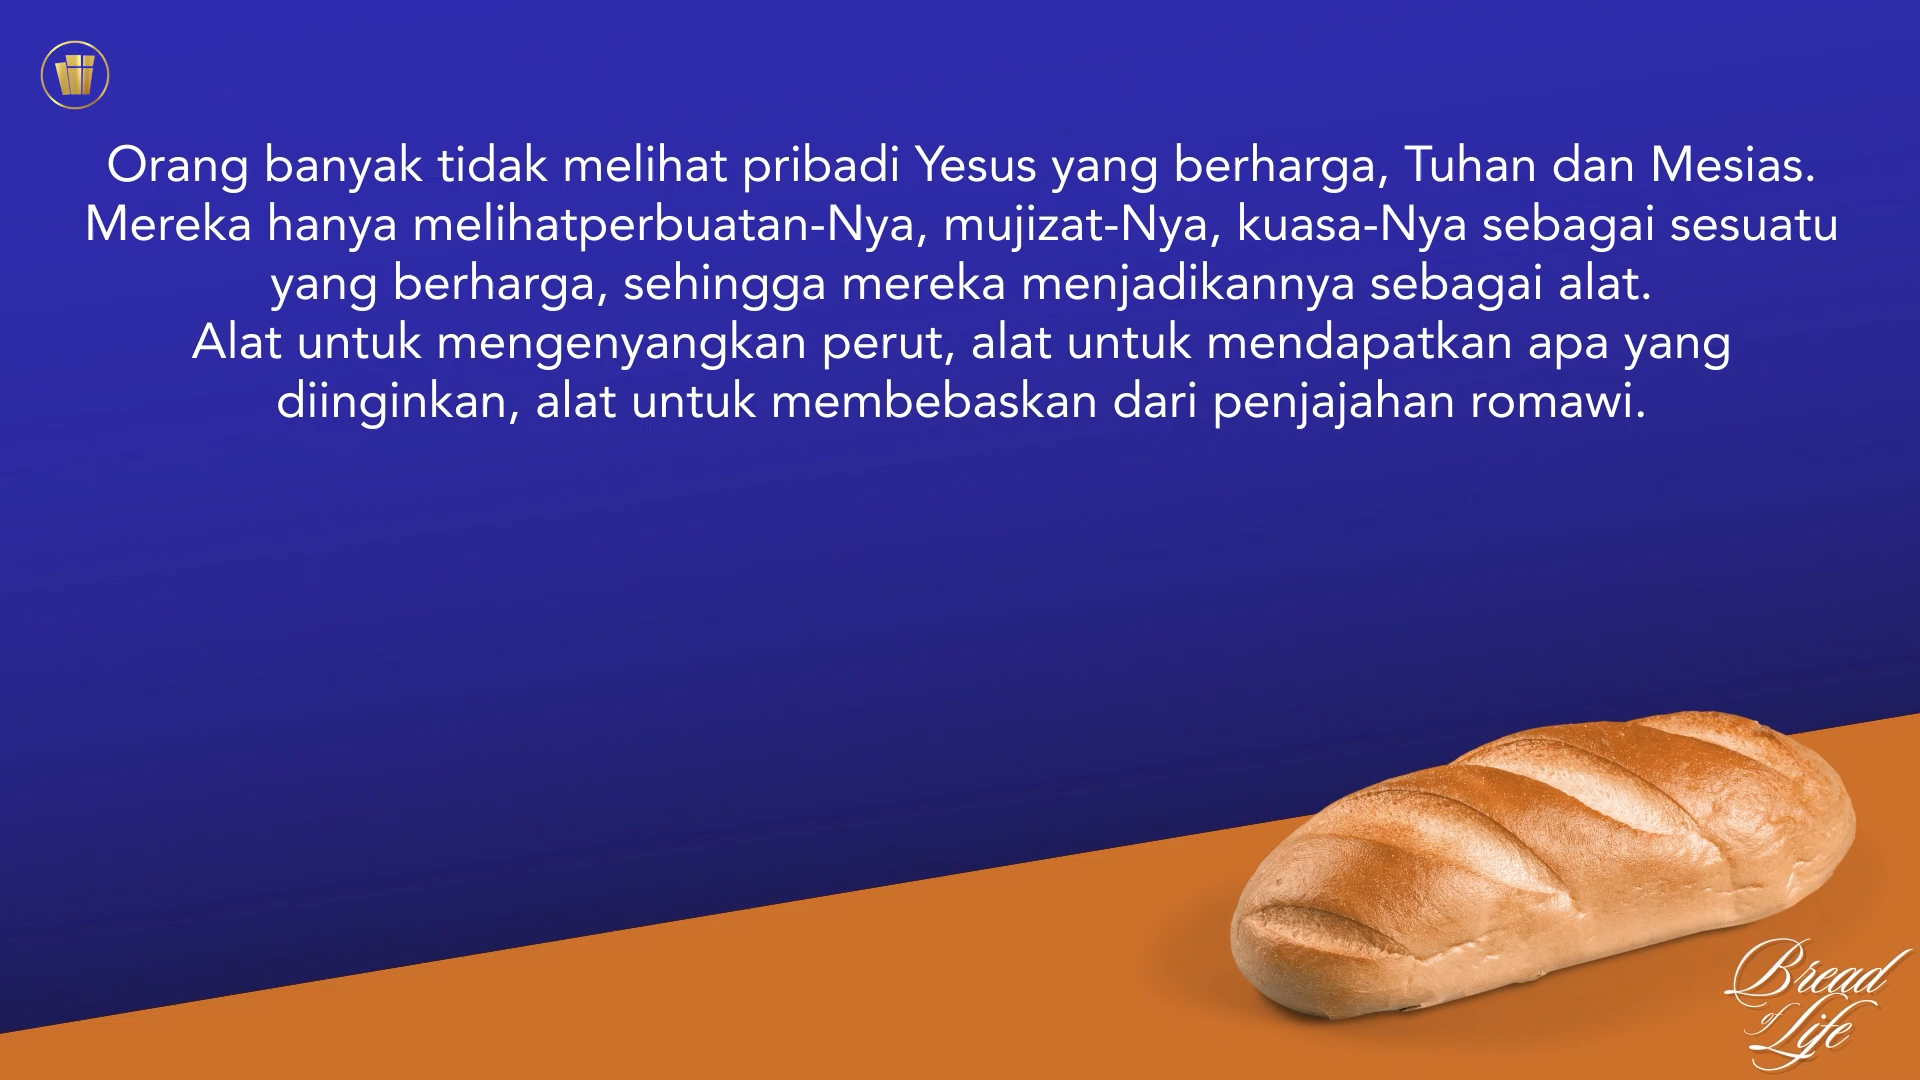 Orang banyak tidak melihat pribadi Yesus yang berharga, Tuhan dan Mesias.
Mereka hanya melihatperbuatan-Nya, mujizat-Nya, kuasa-Nya sebagai sesuatu
yang berharga, sehingga mereka menjadikannya sebagai alat.
Alat untuk mengenyangkan perut, alat untuk mendapatkan apa yang
diinginkan, alat untuk membebaskan dari penjajahan romawi.
Bread
of
Life